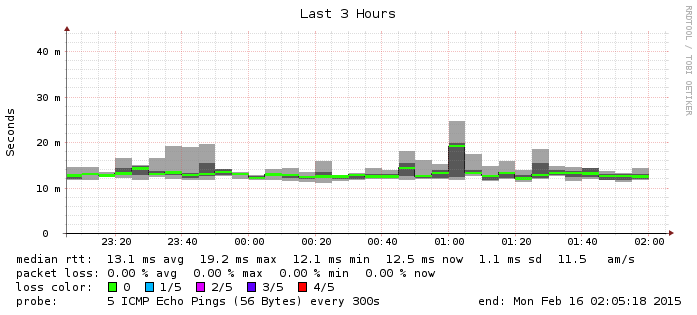 Last 3 Hours
RRDTOOL / TOBI OETIKER
Seconds
40 m
30 m
20 m
10 m
0
23:20 23:40 00:00 00:20 00:40 01:00 01:20 01:40 02:00
median rtt: 13.1 ms avg 19.2 ms max 12.1 ms min 12.5 ms now 1.1 ms sd 11.5 am/s
packet loss: 0.00 % avg 0.00 % max 0.00 % min 0.00 % now
loss color: 0 1/5 2/5 3/5 4/5
probe: 5 ICMP Echo Pings (56 Bytes) every 300s end: Mon Feb 16 02:05:18 2015